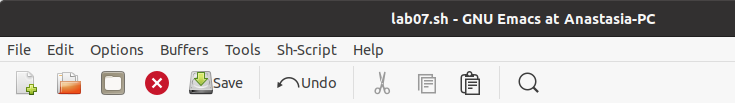 lab07.sh - GNU Emacs at Anastasia-PC
File Edit Options Buffers Tools Sh-Script Help
Save Undo